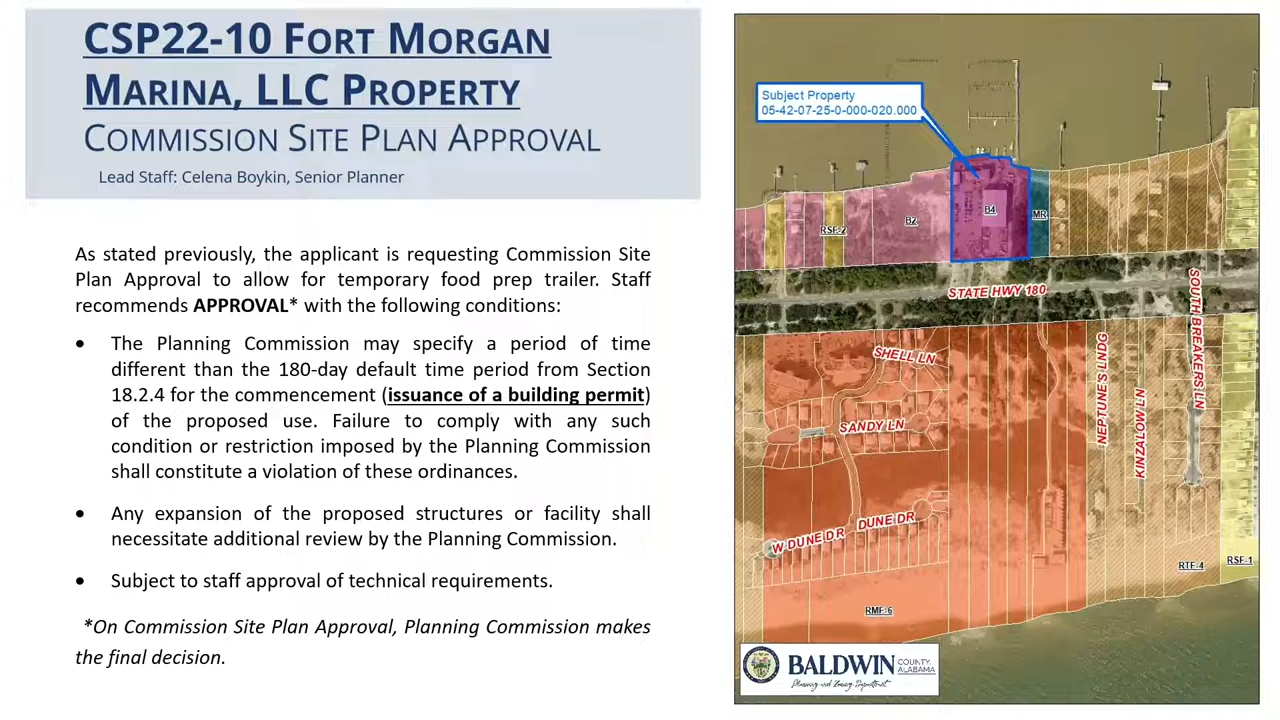 CSP22-10 FORT MORGAN
MARINA, LLC PROPERTY
COMMISSION SITE PLAN APPROVAL
Lead Staff: Celena Boykin, Senior Planner
As stated previously, the applicant is requesting Commission Site
Plan Approval to allow for temporary food prep trailer. Staff
recommends APPROVAL* with the following conditions:
• The Planning Commission may specify a period of time
different than the 180-day default time period from Section
18.2.4 for the commencement (issuance of a building permit)
of the proposed use. Failure to comply with any such
condition or restriction imposed by the Planning Commission
shall constitute a violation of these ordinances.
• Any expansion of the proposed structures or facility shall
necessitate additional review by the Planning Commission.
• Subject to staff approval of technical requirements.
*On Commission Site Plan Approval, Planning Commission makes
the final decision.
Subject Property
05-42-07-25-0-000-020.000
RSF-2
B2
B4
MR
STATE HWY 180
SHELL LN
SANDY LN
W DUNE DR
DUNE DR
NEPTUNE'S LNDG
KINZALOW LN
SOUTH BREAKERS LN
RMF-6
RTF-4
RSF-1
BALDWIN
COUNTY,
ALABAMA
Planning and Zoning Department